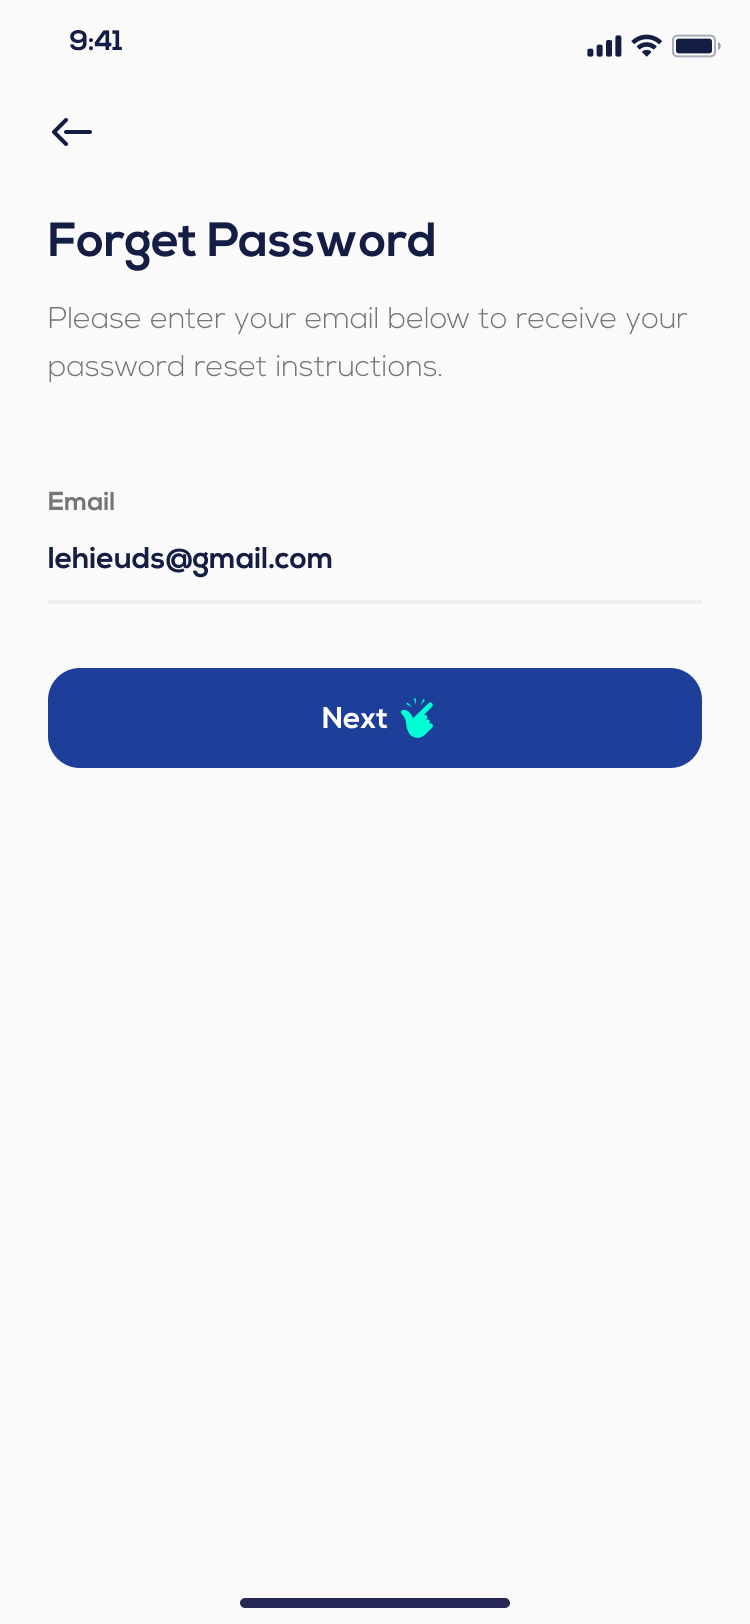 9:41
Forget Password
Please enter your email below to receive your
password reset instructions.
Email
lehieuds@gmail.com
Next